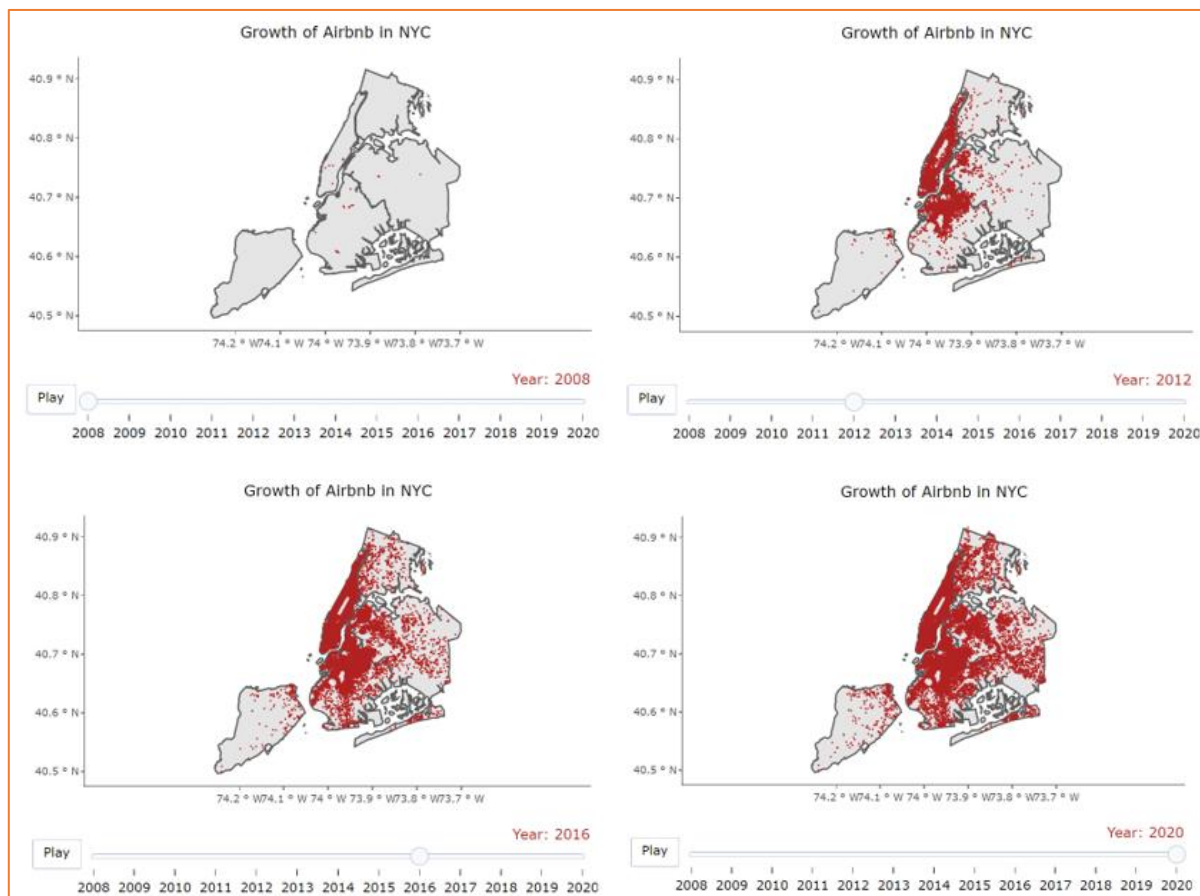 Growth of Airbnb in NYC
40.9 ° N
40.8 ° N
40.7 ° N
40.6 ° N
40.5 ° N
74.2 ° W74.1 ° W 74 ° W 73.9 ° W73.8 ° W73.7 ° W
Year: 2008
Play
2008 2009 2010 2011 2012 2013 2014 2015 2016 2017 2018 2019 2020
Growth of Airbnb in NYC
40.9 ° N
40.8 ° N
40.7 ° N
40.6 ° N
40.5 ° N
74.2 ° W74.1 ° W 74 ° W 73.9 ° W73.8 ° W73.7 ° W
Year: 2012
Play
2008 2009 2010 2011 2012 2013 2014 2015 2016 2017 2018 2019 2020
Growth of Airbnb in NYC
40.9 ° N
40.8 ° N
40.7 ° N
40.6 ° N
40.5 ° N
74.2 ° W74.1 ° W 74 ° W 73.9 ° W73.8 ° W73.7 ° W
Year: 2016
Play
2008 2009 2010 2011 2012 2013 2014 2015 2016 2017 2018 2019 2020
Growth of Airbnb in NYC
40.9 ° N
40.8 ° N
40.7 ° N
40.6 ° N
40.5 ° N
74.2 ° W74.1 ° W 74 ° W 73.9 ° W73.8 ° W73.7 ° W
Year: 2020
Play
2008 2009 2010 2011 2012 2013 2014 2015 2016 2017 2018 2019 2020